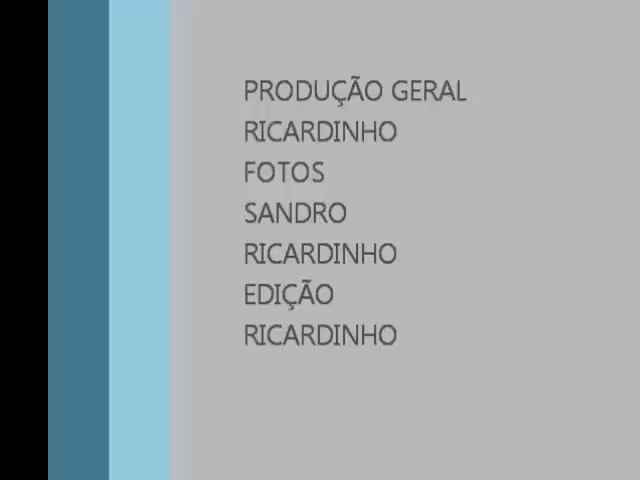 PRODUÇÃO GERAL
RICARDINHO
FOTOS
SANDRO
RICARDINHO
EDIÇÃO
RICARDINHO